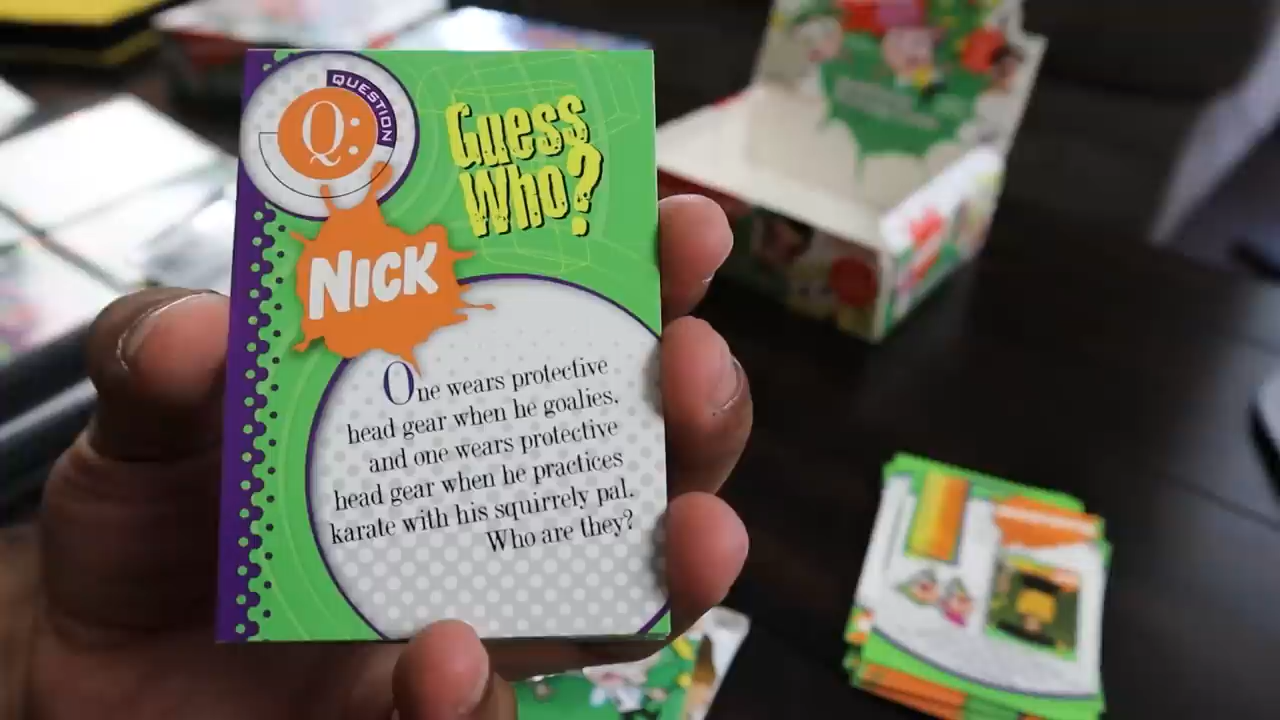 QUESTION
Q:
Guess
Who?
NICK
One wears protective
head gear when he goalies,
and one wears protective
head gear when he practices
karate with his squirrely pal.
Who are they?